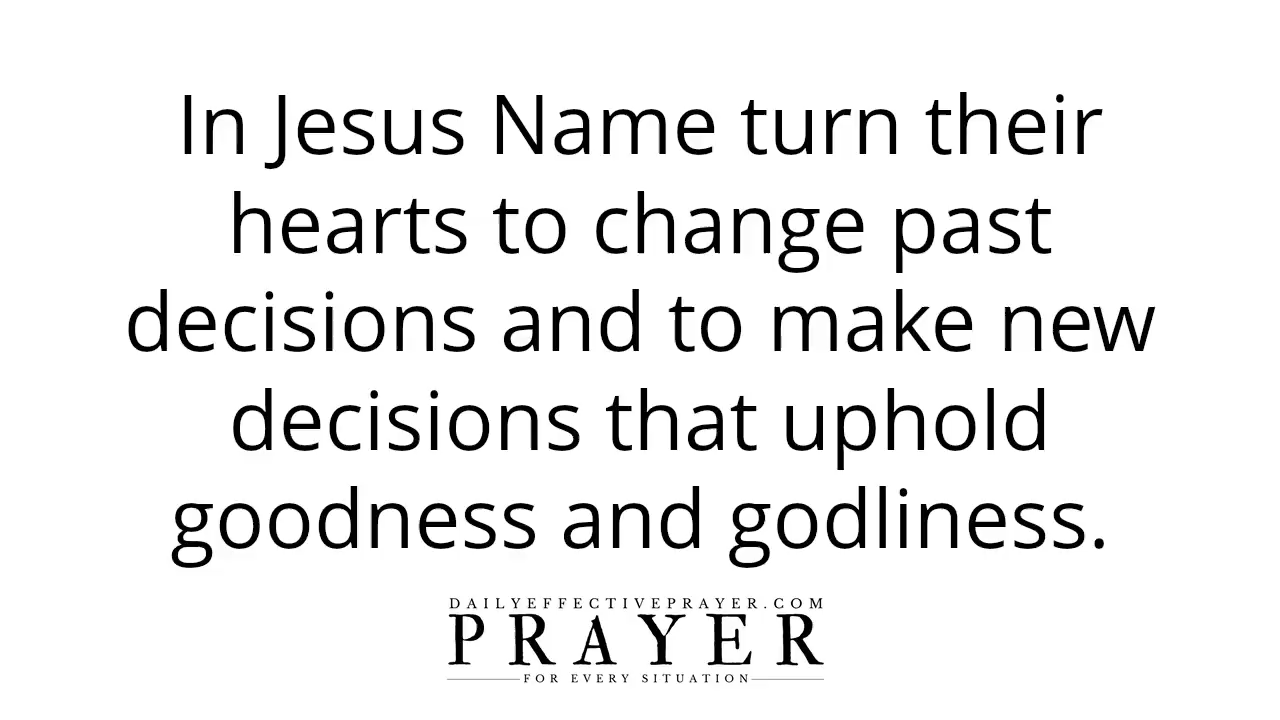 In Jesus Name turn their
hearts to change past
decisions and to make new
decisions that uphold
goodness and godliness.
DAILYEFFECTIVEPRAYER.COM
PRAYER
FOR EVERY SITUATION